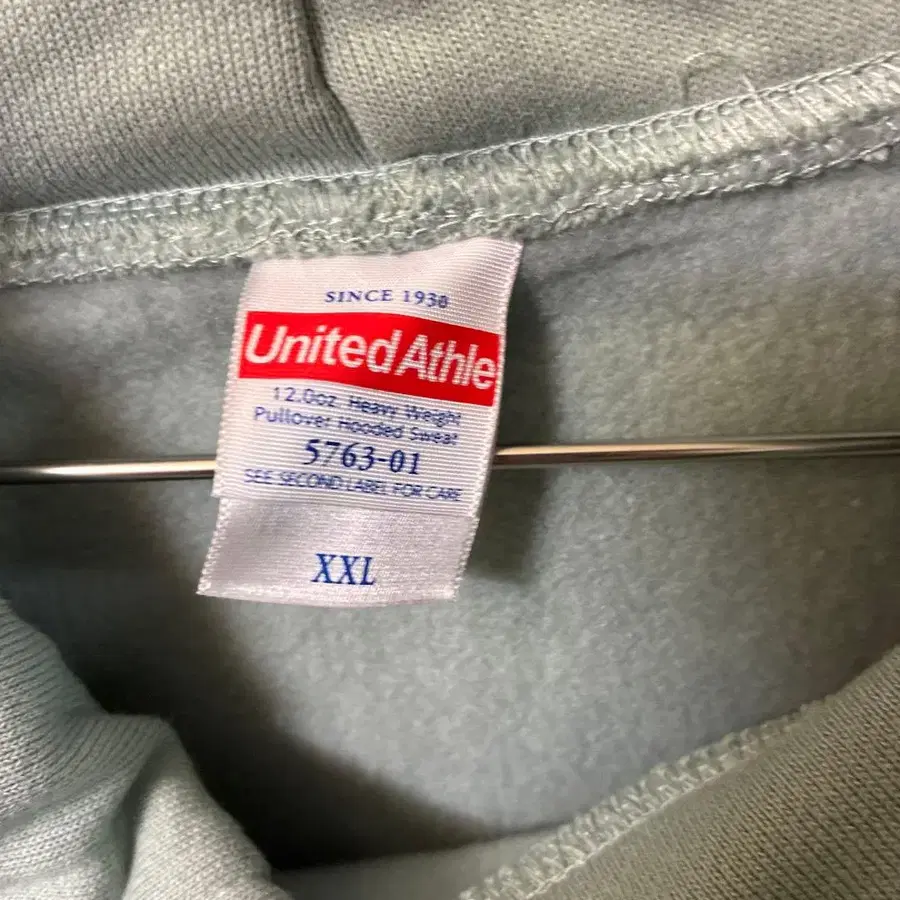 SINCE 1930
United Athle
12.0oz. Heavy Weight
Pullover Hooded Sweat
5763-01
SEE SECOND LABEL FOR CARE
XXL